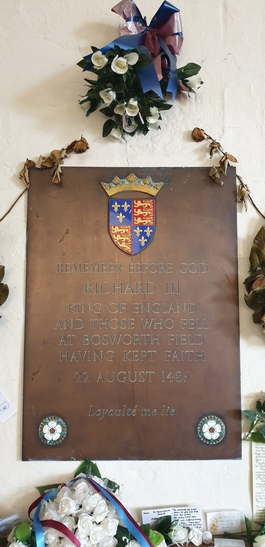 REMEMBER BEFORE GOD
RICHARD III
KING OF ENGLAND
AND THOSE WHO FELL
AT BOSWORTH FIELD
HAVING KEPT FAITH
22 AUGUST 1485
Loyaulté me lie